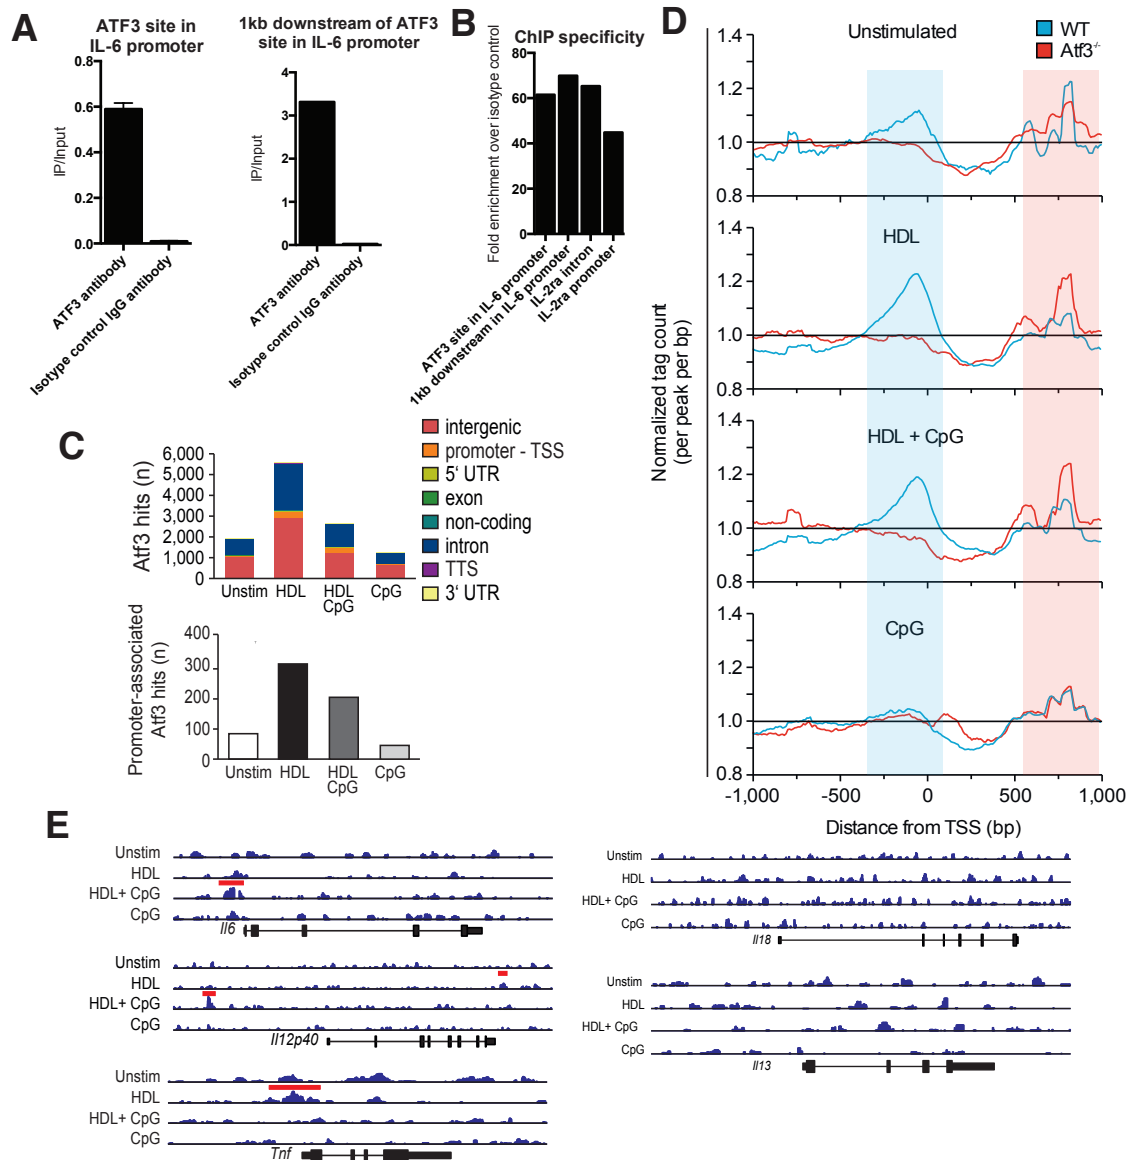 A
ATF3 site in
IL-6 promoter
IP/Input
0.8
0.6
0.4
0.2
0.0
ATF3 antibody
Isotype control IgG antibody
1kb downstream of ATF3
site in IL-6 promoter
IP/Input
4
3
2
1
0
ATF3 antibody
Isotype control IgG antibody
B
ChIP specificity
Fold enrichment over isotype control
80
60
40
20
0
ATF3 site in IL-6 promoter
1kb downstream in IL-6 promoter
IL-2ra intron
IL-2ra promoter
C
Atf3 hits (n)
6,000
5,000
4,000
3,000
2,000
1,000
0
Unstim
HDL
HDL
CpG
CpG
intergenic
promoter - TSS
5' UTR
exon
non-coding
intron
TTS
3' UTR
Promoter-associated
Atf3 hits (n)
400
300
200
100
0
Unstim
HDL
HDL
CpG
CpG
D
WT
Atf3-/-
Normalized tag count
(per peak per bp)
Unstimulated
1.4
1.2
1.0
0.8
HDL
1.4
1.2
1.0
0.8
HDL + CpG
1.4
1.2
1.0
0.8
CpG
1.4
1.2
1.0
0.8
-1,000
-500
0
500
1,000
Distance from TSS (bp)
E
Unstim
HDL
HDL+ CpG
CpG
Il6
Unstim
HDL
HDL+ CpG
CpG
Il12p40
Unstim
HDL
HDL+ CpG
CpG
Tnf
Unstim
HDL
HDL+ CpG
CpG
Il18
Unstim
HDL
HDL+ CpG
CpG
Il13